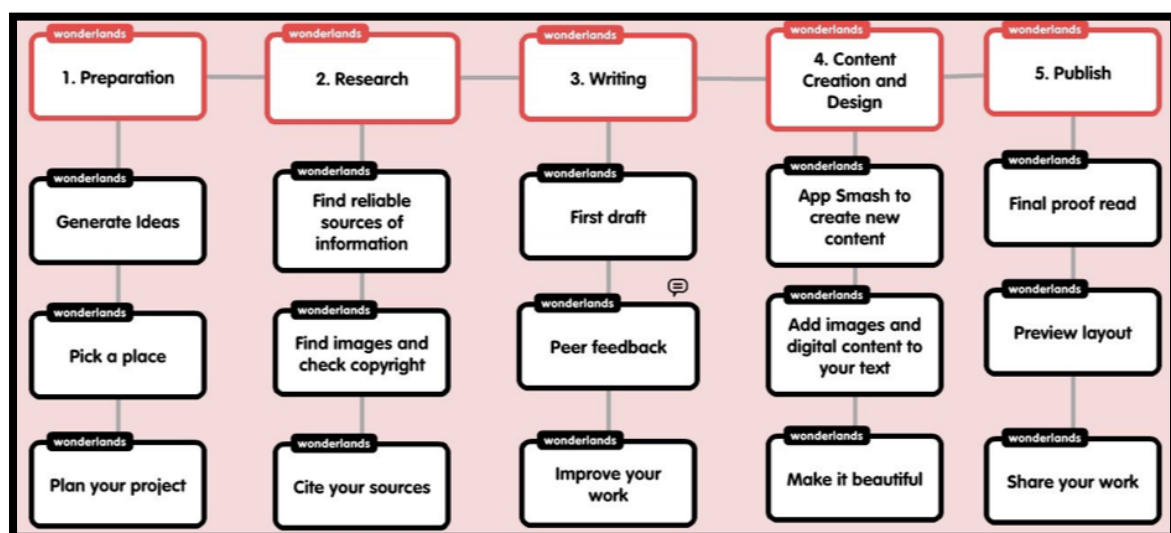 wonderlands
1. Preparation
wonderlands
Generate Ideas
wonderlands
Pick a place
wonderlands
Plan your project
wonderlands
2. Research
wonderlands
Find reliable
sources of
information
wonderlands
Find images and
check copyright
wonderlands
Cite your sources
wonderlands
3. Writing
wonderlands
First draft
wonderlands
Peer feedback
wonderlands
Improve your
work
wonderlands
4. Content
Creation and
Design
wonderlands
App Smash to
create new
content
wonderlands
Add images and
digital content to
your text
wonderlands
Make it beautiful
wonderlands
5. Publish
wonderlands
Final proof read
wonderlands
Preview layout
wonderlands
Share your work